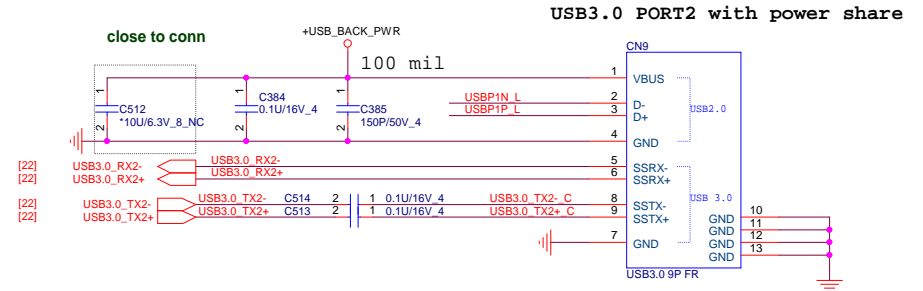 USB3.0 PORT2 with power share
close to conn
+USB_BACK_PWR
CN9
100 mil
1
VBUS
1
C512
*10U/6.3V_8_NC
2
1
C384
0.1U/16V_4
2
1
C385
150P/50V_4
2
USBP1N_L
2
D-
USBP1P_L
3
D+
USB2.0
4
GND
[22]
USB3.0_RX2-
USB3.0_RX2-
5
SSRX-
[22]
USB3.0_RX2+
USB3.0_RX2+
6
SSRX+
USB 3.0
[22]
USB3.0_TX2-
USB3.0_TX2-
C514
2
1
0.1U/16V_4
USB3.0_TX2-_C
8
SSTX-
[22]
USB3.0_TX2+
USB3.0_TX2+
C513
2
1
0.1U/16V_4
USB3.0_TX2+_C
9
SSTX+
7
GND
GND
10
GND
11
GND
12
GND
13
USB3.0 9P FR